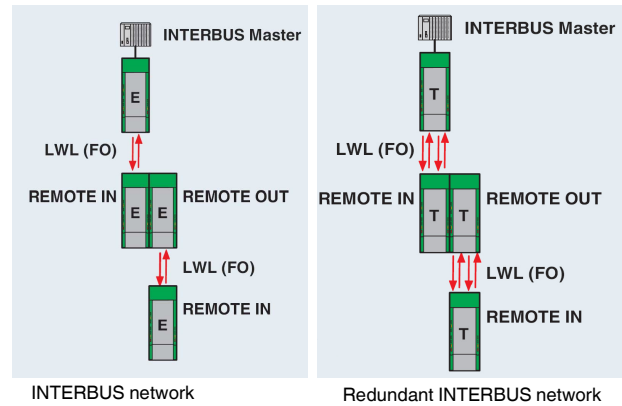 INTERBUS Master
E
LWL (FO)
REMOTE IN E E REMOTE OUT
LWL (FO)
REMOTE IN
E
INTERBUS network
INTERBUS Master
T
LWL (FO)
REMOTE IN T T REMOTE OUT
LWL (FO)
REMOTE IN
T
Redundant INTERBUS network